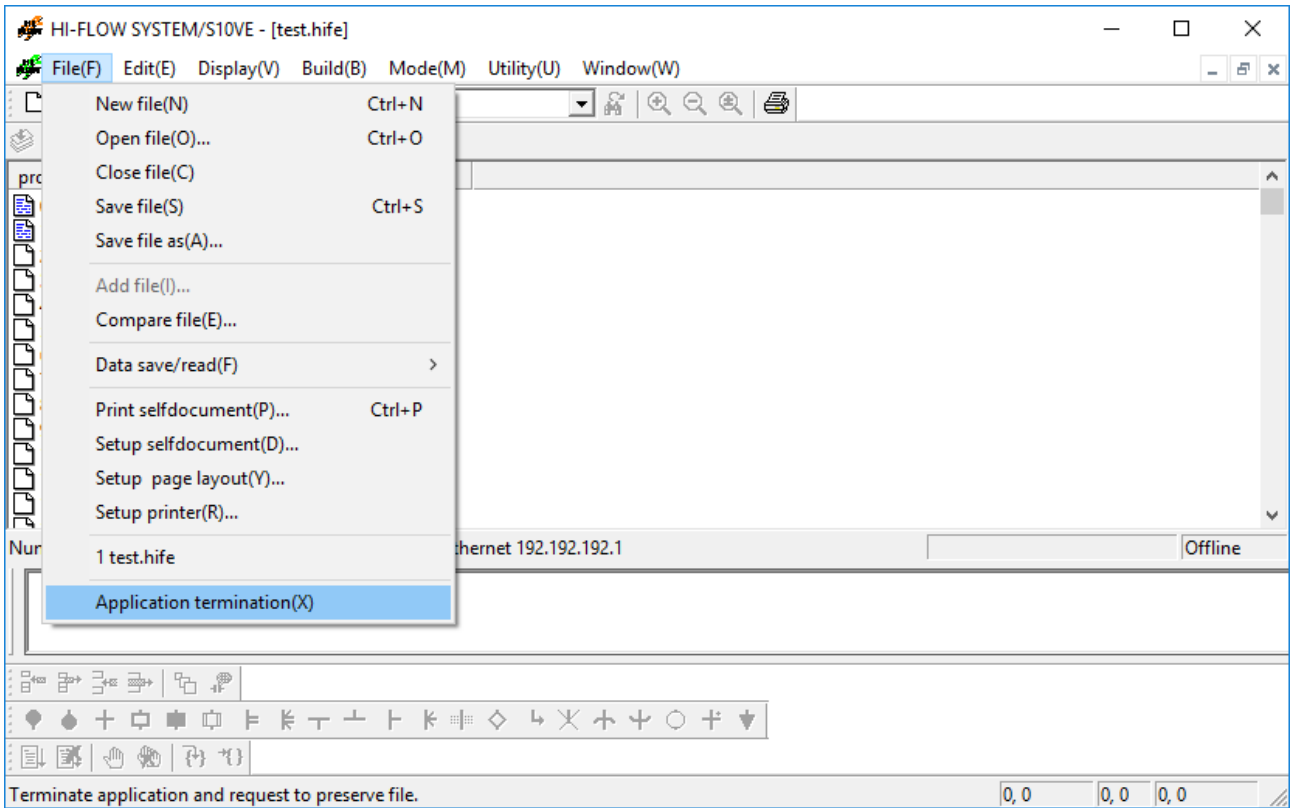 HI-FLOW SYSTEM/S10VE - [test.hife]
File(F) Edit(E) Display(V) Build(B) Mode(M) Utility(U) Window(W)
New file(N) Ctrl+N
Open file(O)... Ctrl+O
Close file(C)
Save file(S) Ctrl+S
Save file as(A)...
Add file(I)...
Compare file(E)...
Data save/read(F)
Print selfdocument(P)... Ctrl+P
Setup selfdocument(D)...
Setup page layout(Y)...
Setup printer(R)...
1 test.hife
Application termination(X)
192.192.192.1 Offline
Terminate application and request to preserve file. 0, 0 0, 0 0, 0